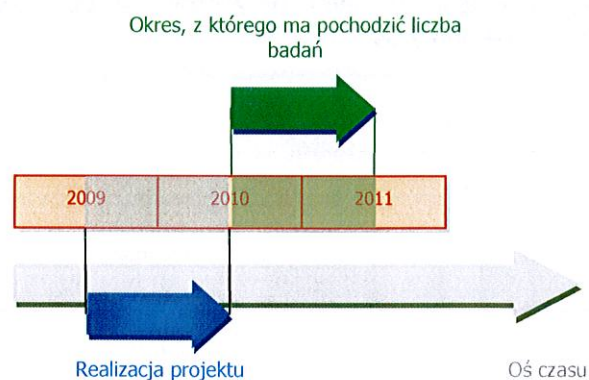 Okres, z którego ma pochodzić liczba
badań
2009 2010 2011
Realizacja projektu
Oś czasu